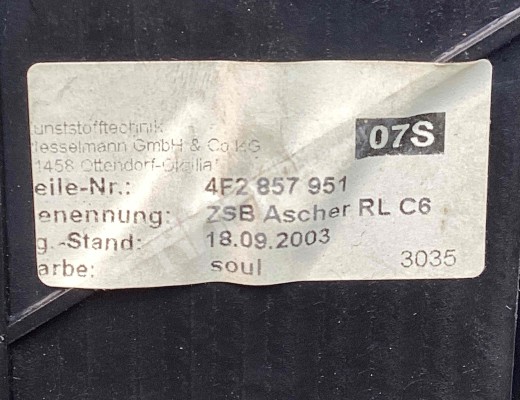 unststofftechnik
esselmann GmbH & Co.KG
1458 Ottendorf-Okrilla
07S
eile-Nr.: 4F2 857 951
enennung: ZSB Ascher RL C6
g.-Stand: 18.09.2003
arbe: soul 3035